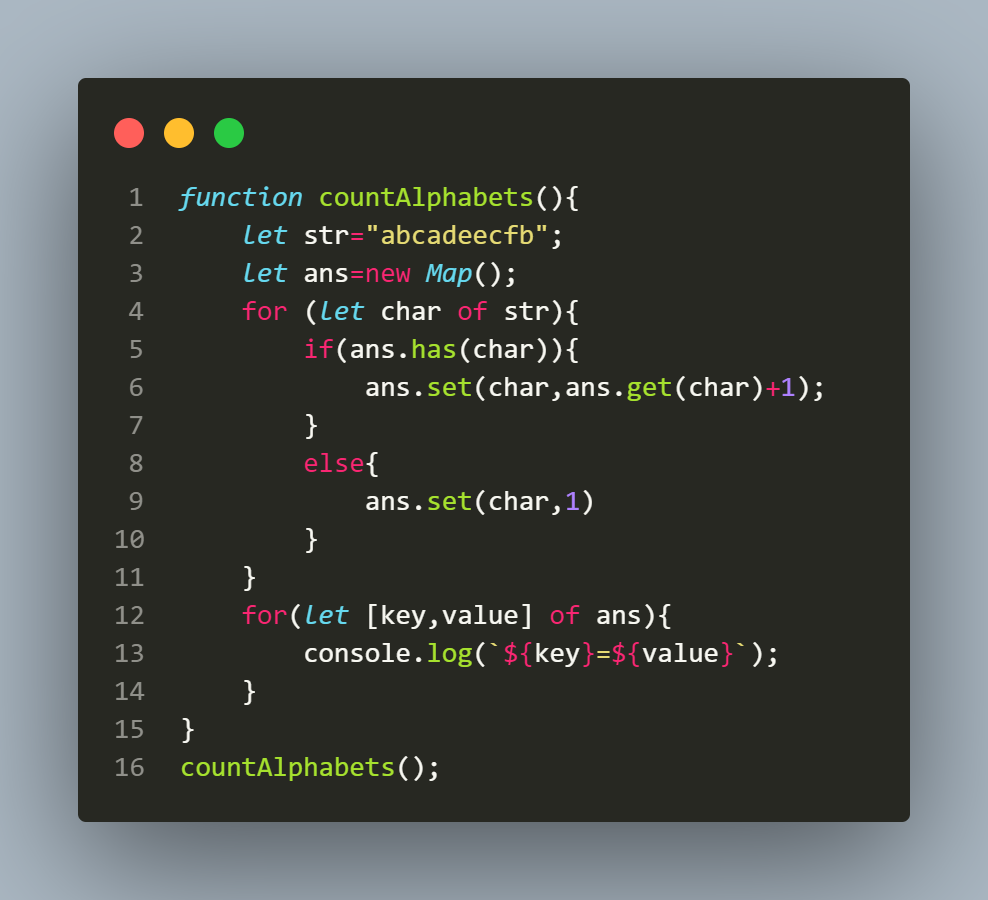 1 function countAlphabets(){
2     let str="abcadeecfb";
3     let ans=new Map();
4     for (let char of str){
5         if(ans.has(char)){
6             ans.set(char,ans.get(char)+1);
7         }
8         else{
9             ans.set(char,1)
10         }
11     }
12     for(let [key,value] of ans){
13         console.log(`${key}=${value}`);
14     }
15 }
16 countAlphabets();